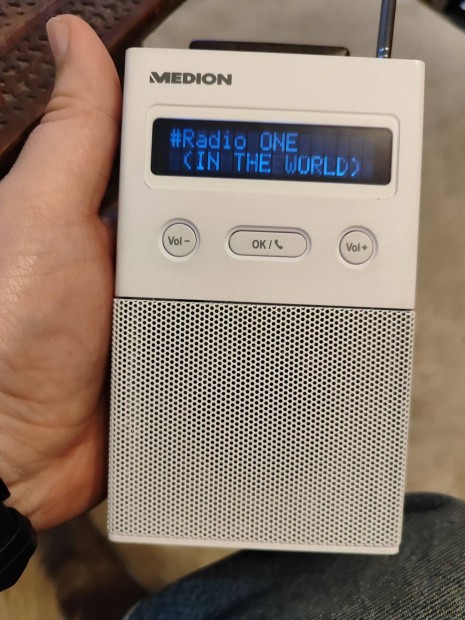 MEDION
#Radio ONE
(IN THE WORLD)
Vol − OK / Vol +